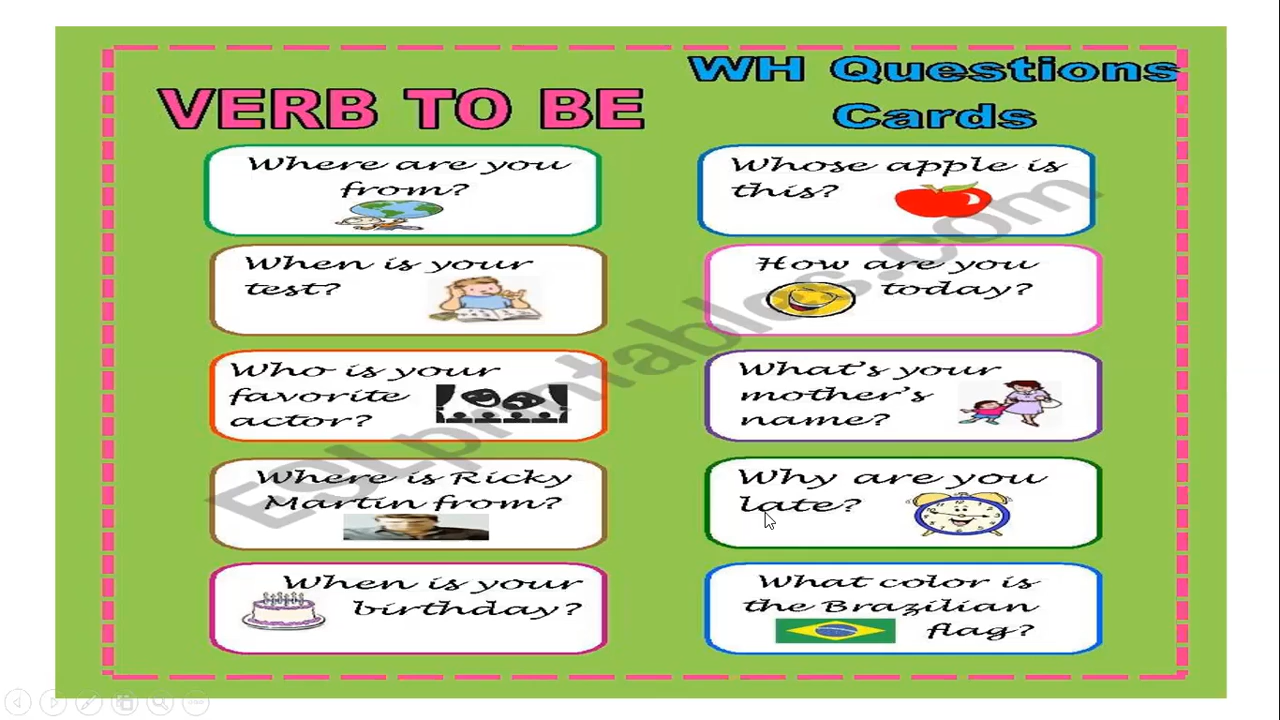 VERB TO BE
WH Questions
Cards
Where are you
from?
When is your
test?
Who is your
favorite
actor?
Where is Ricky
Martin from?
When is your
birthday?
Whose apple is
this?
How are you
today?
What's your
mother's
name?
Why are you
late?
What color is
the Brazilian
flag?
ESLprintables.com